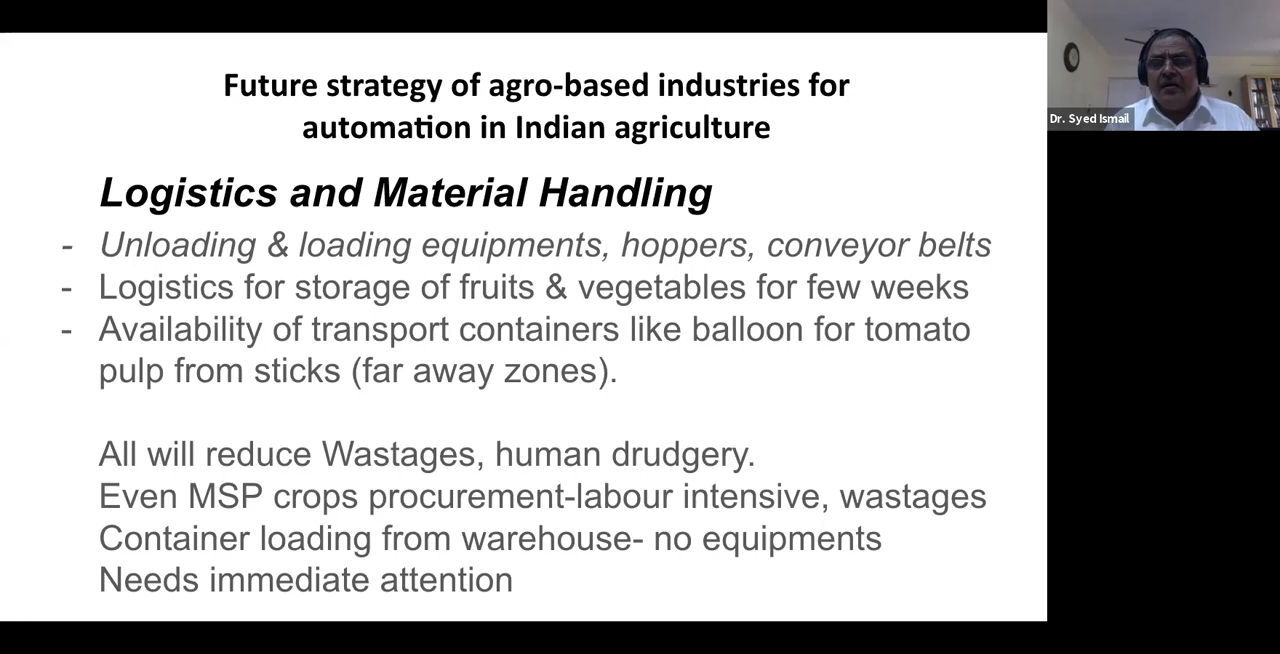 Future strategy of agro-based industries for
automation in Indian agriculture
Logistics and Material Handling
- Unloading & loading equipments, hoppers, conveyor belts
- Logistics for storage of fruits & vegetables for few weeks
- Availability of transport containers like balloon for tomato
pulp from sticks (far away zones).
All will reduce Wastages, human drudgery.
Even MSP crops procurement-labour intensive, wastages
Container loading from warehouse- no equipments
Needs immediate attention
Dr. Syed Ismail